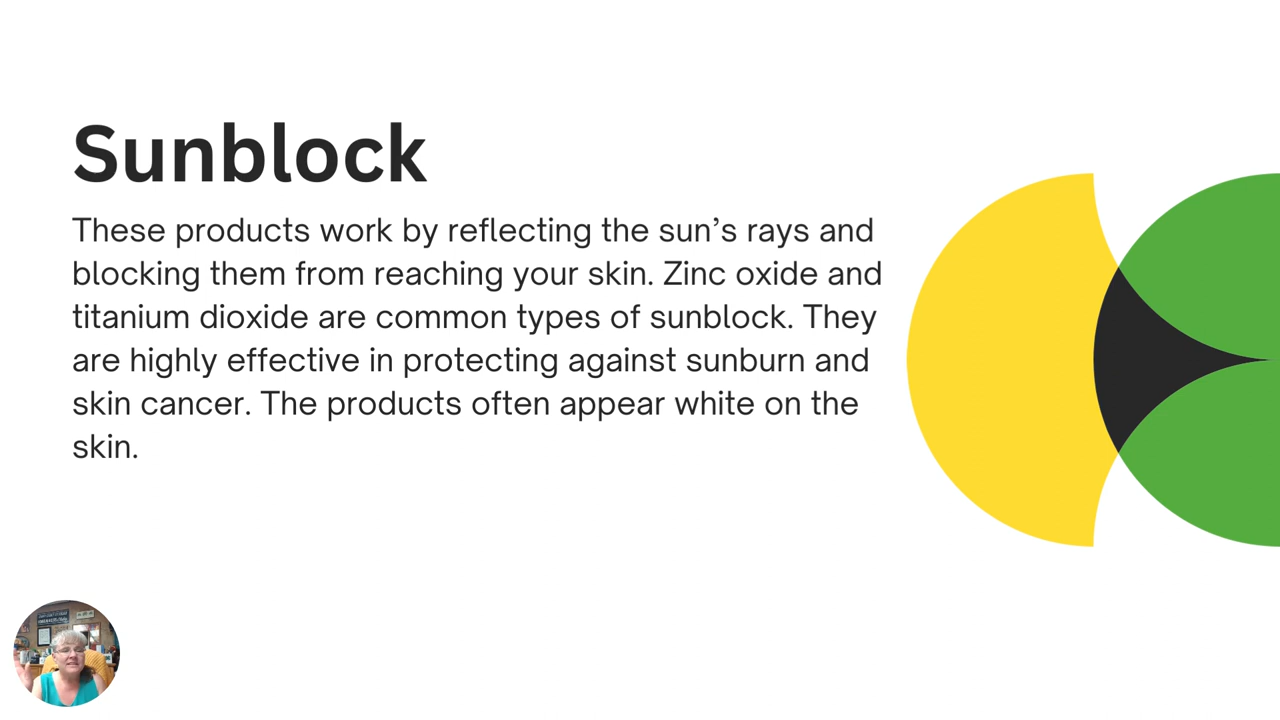 Sunblock
These products work by reflecting the sun’s rays and
blocking them from reaching your skin. Zinc oxide and
titanium dioxide are common types of sunblock. They
are highly effective in protecting against sunburn and
skin cancer. The products often appear white on the
skin.